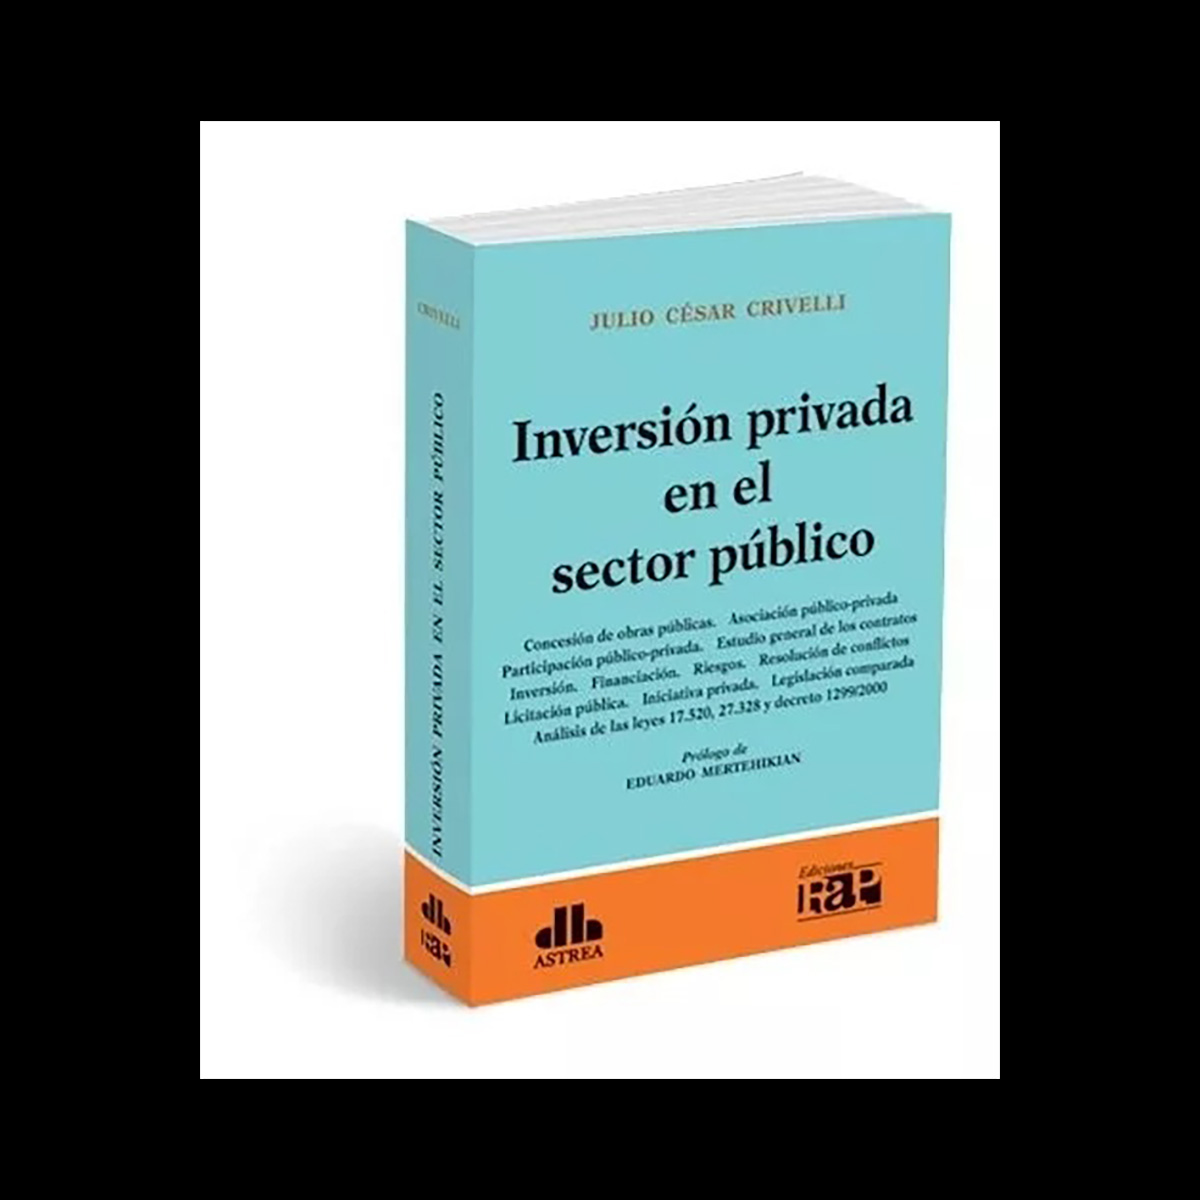 JULIO CÉSAR CRIVELLI
Inversión privada
en el
sector público
Concesión de obras públicas. Asociación público-privada
Participación público-privada. Estudio general de los contratos
Inversión. Financiación. Riesgos. Resolución de conflictos
Licitación pública. Iniciativa privada. Legislación comparada
Análisis de las leyes 17.520, 27.328 y decreto 1299/2000
Prólogo de
EDUARDO MERTEHIKIAN
ASTREA
Ediciones
RaP
CRIVELLI
INVERSIÓN PRIVADA EN EL SECTOR PÚBLICO
RaP